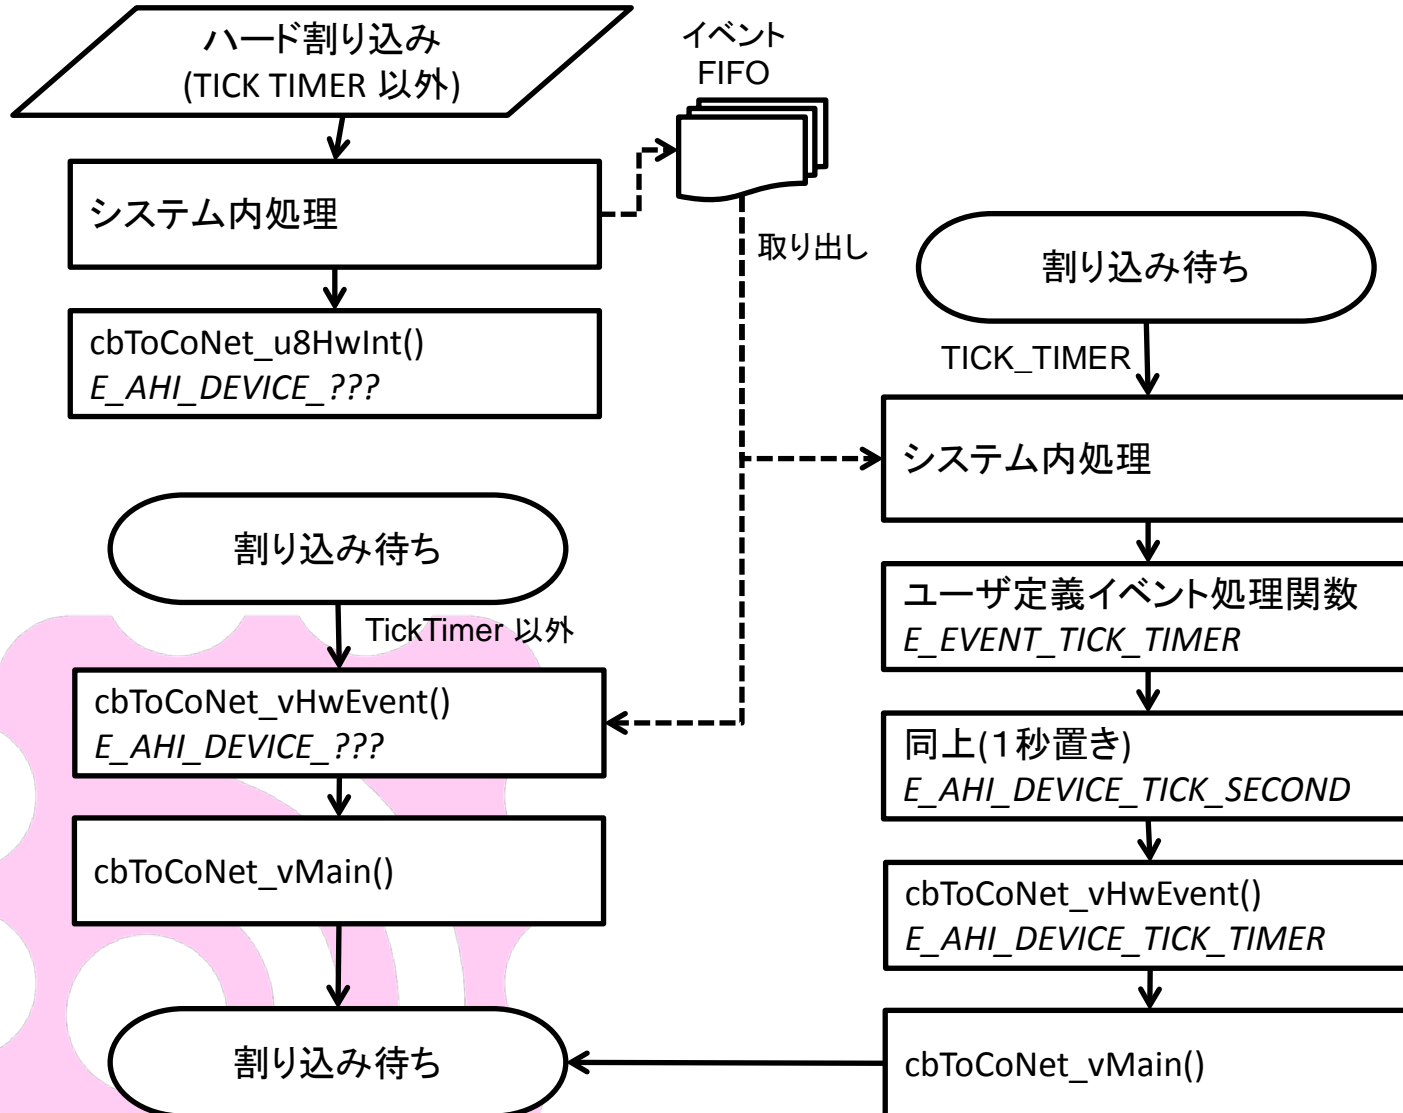 ハード割り込み
(TICK TIMER 以外)
システム内処理
cbToCoNet_u8HwInt()
E_AHI_DEVICE_???
イベント
FIFO
取り出し
割り込み待ち
TickTimer 以外
cbToCoNet_vHwEvent()
E_AHI_DEVICE_???
cbToCoNet_vMain()
割り込み待ち
割り込み待ち
TICK_TIMER
システム内処理
ユーザ定義イベント処理関数
E_EVENT_TICK_TIMER
同上(１秒置き)
E_AHI_DEVICE_TICK_SECOND
cbToCoNet_vHwEvent()
E_AHI_DEVICE_TICK_TIMER
cbToCoNet_vMain()